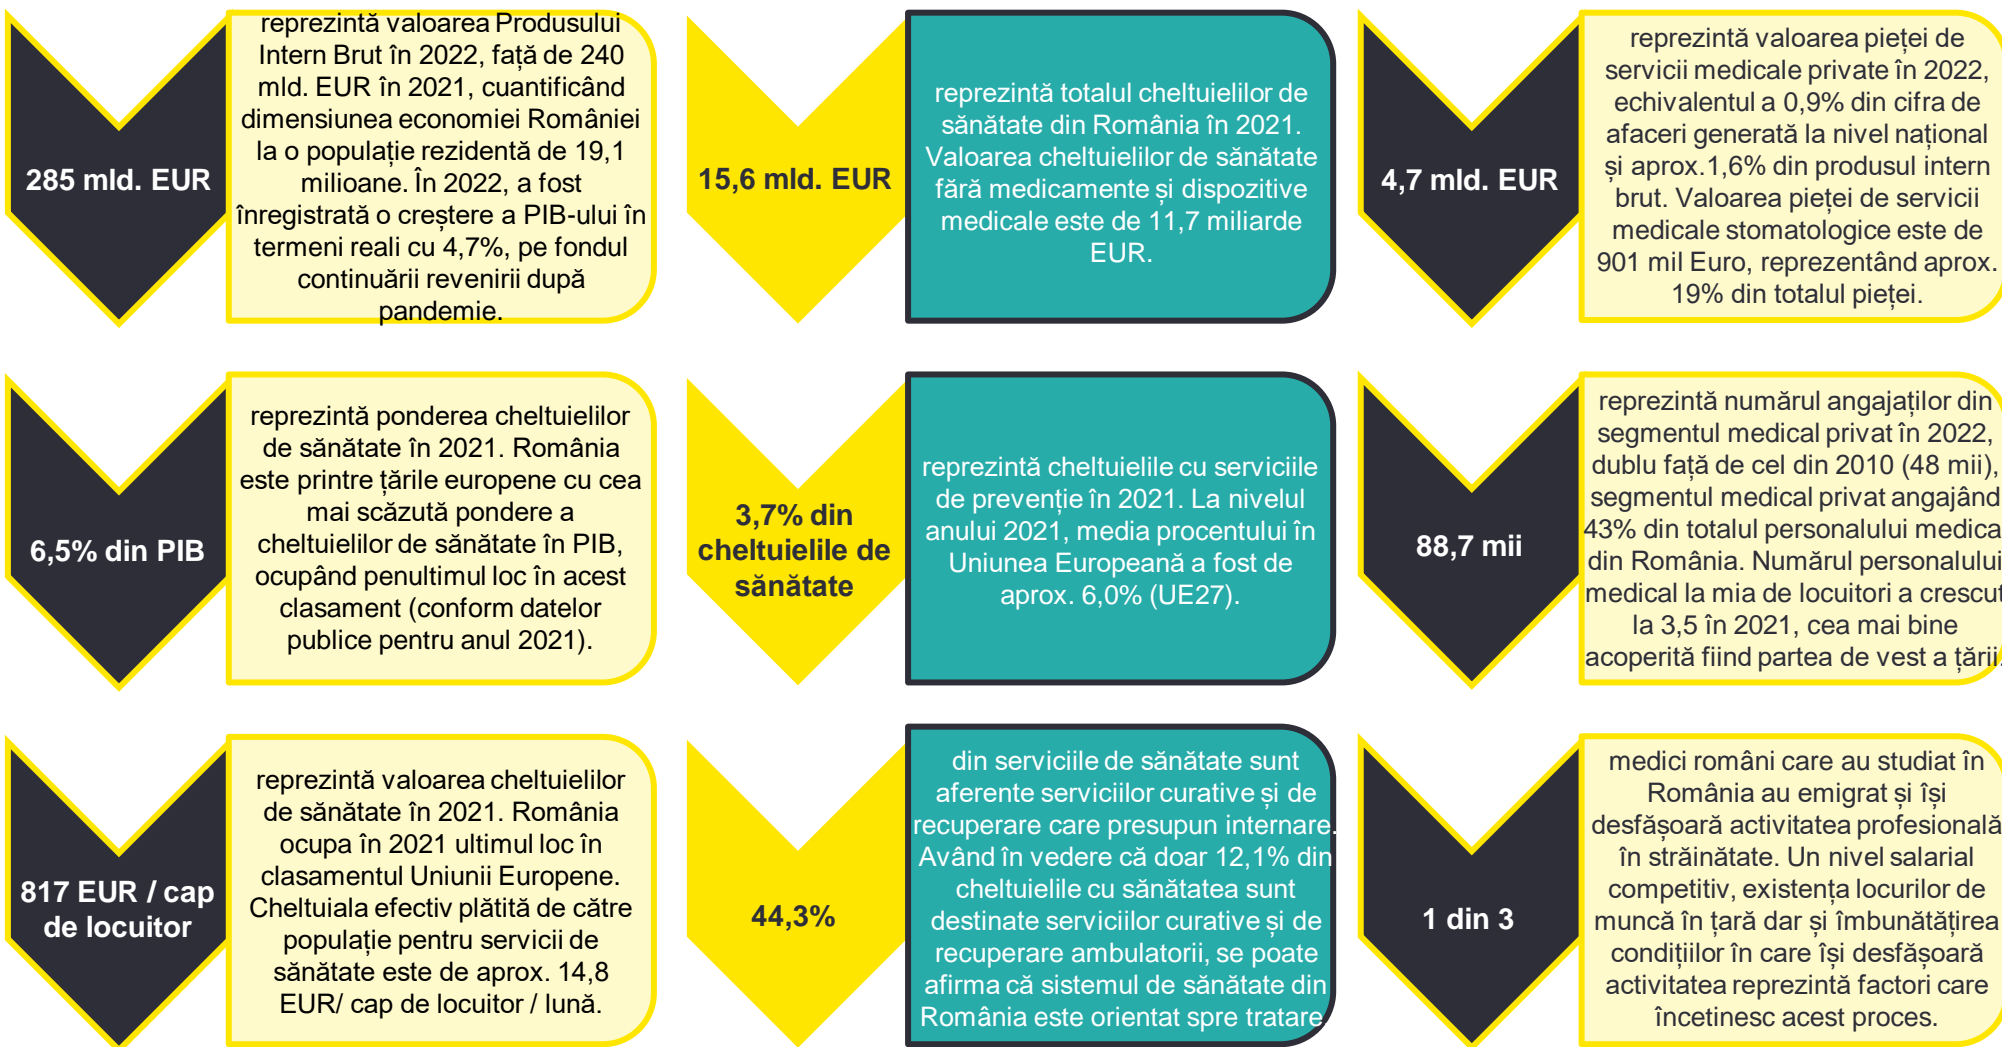 285 mld. EUR
reprezintă valoarea Produsului
Intern Brut în 2022, față de 240
mld. EUR în 2021, cuantificând
dimensiunea economiei României
la o populație rezidentă de 19,1
milioane. În 2022, a fost
înregistrată o creștere a PIB-ului în
termeni reali cu 4,7%, pe fondul
continuării revenirii după
pandemie.
15,6 mld. EUR
reprezintă totalul cheltuielilor de
sănătate din România în 2021.
Valoarea cheltuielilor de sănătate
fără medicamente și dispozitive
medicale este de 11,7 miliarde
EUR.
4,7 mld. EUR
reprezintă valoarea pieței de
servicii medicale private în 2022,
echivalentul a 0,9% din cifra de
afaceri generată la nivel național
și aprox.1,6% din produsul intern
brut. Valoarea pieței de servicii
medicale stomatologice este de
901 mil Euro, reprezentând aprox.
19% din totalul pieței.
6,5% din PIB
reprezintă ponderea cheltuielilor
de sănătate în 2021. România
este printre țările europene cu cea
mai scăzută pondere a
cheltuielilor de sănătate în PIB,
ocupând penultimul loc în acest
clasament (conform datelor
publice pentru anul 2021).
3,7% din
cheltuielile de
sănătate
reprezintă cheltuielile cu serviciile
de prevenție în 2021. La nivelul
anului 2021, media procentului în
Uniunea Europeană a fost de
aprox. 6,0% (UE27).
88,7 mii
reprezintă numărul angajaților din
segmentul medical privat în 2022,
dublu față de cel din 2010 (48 mii),
segmentul medical privat angajând
43% din totalul personalului medica
din România. Numărul personalului
medical la mia de locuitori a crescut
la 3,5 în 2021, cea mai bine
acoperită fiind partea de vest a țării.
817 EUR / cap
de locuitor
reprezintă valoarea cheltuielilor
de sănătate în 2021. România
ocupa în 2021 ultimul loc în
clasamentul Uniunii Europene.
Cheltuiala efectiv plătită de către
populație pentru servicii de
sănătate este de aprox. 14,8
EUR/ cap de locuitor / lună.
44,3%
din serviciile de sănătate sunt
aferente serviciilor curative și de
recuperare care presupun internare.
Având în vedere că doar 12,1% din
cheltuielile cu sănătatea sunt
destinate serviciilor curative și de
recuperare ambulatorii, se poate
afirma că sistemul de sănătate din
România este orientat spre tratare.
1 din 3
medici români care au studiat în
România au emigrat și își
desfășoară activitatea profesională
în străinătate. Un nivel salarial
competitiv, existența locurilor de
muncă în țară dar și îmbunătățirea
condițiilor în care își desfășoară
activitatea reprezintă factori care
încetinesc acest proces.